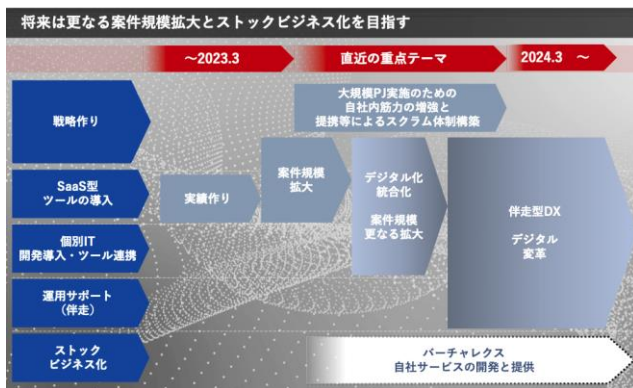 将来は更なる案件規模拡大とストックビジネス化を目指す
～2023.3
直近の重点テーマ
2024.3 ～
戦略作り
大規模PJ実施のための
自社内筋力の増強と
提携等によるスクラム体制構築
SaaS型
ツールの導入
実績作り
案件規模
拡大
デジタル化
統合化
案件規模
更なる拡大
伴走型DX
デジタル
変革
個別IT
開発導入・ツール連携
運用サポート
(伴走)
ストック
ビジネス化
バーチャレクス
自社サービスの開発と提供